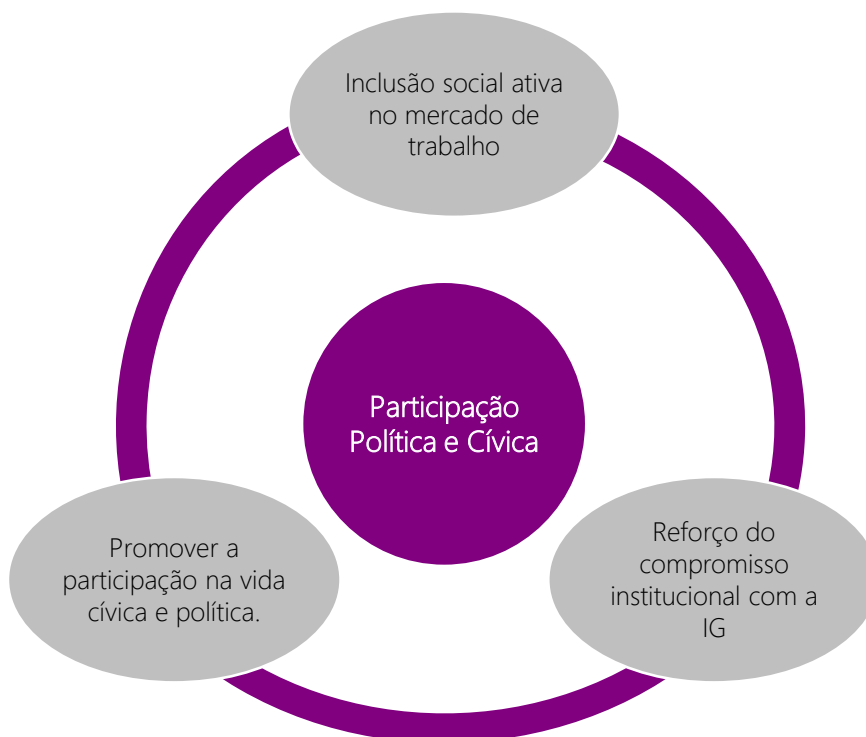 Inclusão social ativa
no mercado de
trabalho
Participação
Política e Cívica
Promover a
participação na vida
cívica e política.
Reforço do
compromisso
institucional com a
IG